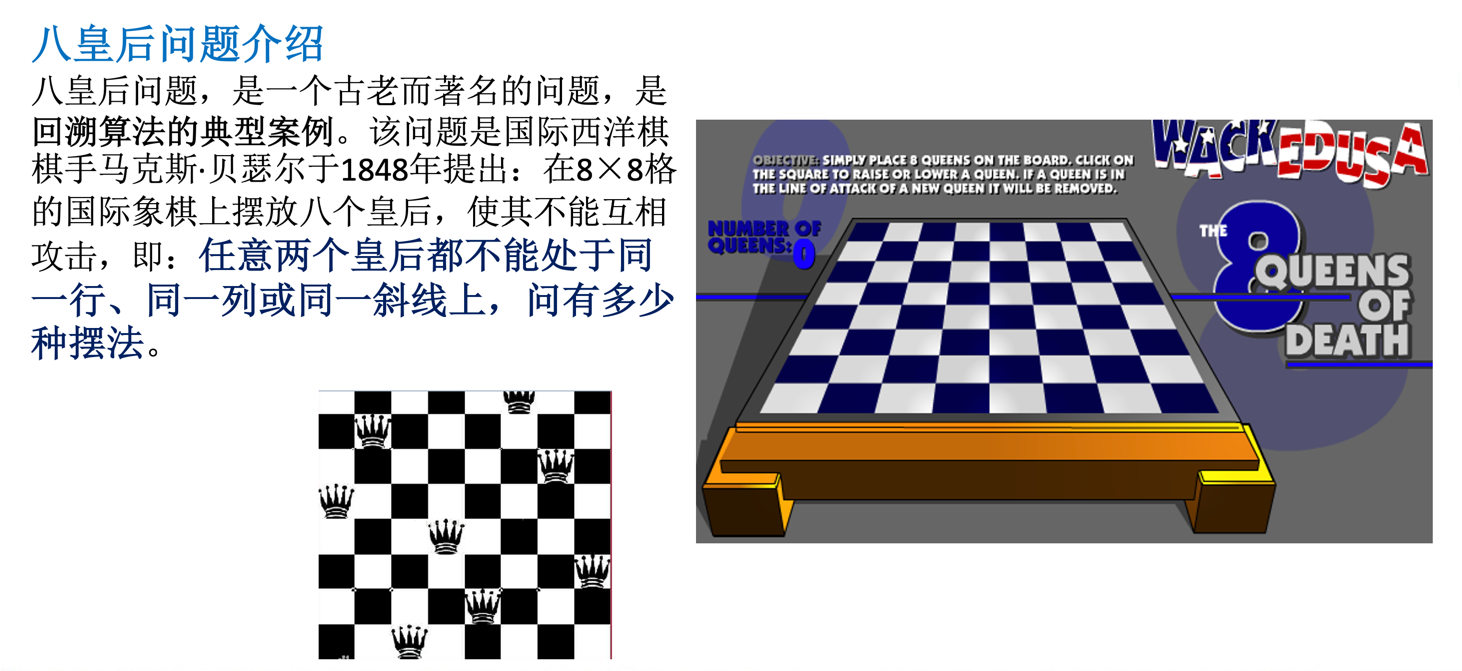 八皇后问题介绍
八皇后问题，是一个古老而著名的问题，是
回溯算法的典型案例。该问题是国际西洋棋
棋手马克斯·贝瑟尔于1848年提出：在8×8格
的国际象棋上摆放八个皇后，使其不能互相
攻击，即：任意两个皇后都不能处于同
一行、同一列或同一斜线上，问有多少
种摆法。
WACKEDUSA
OBJECTIVE: SIMPLY PLACE 8 QUEENS ON THE BOARD. CLICK ON
THE SQUARE TO RAISE OR LOWER A QUEEN. IF A QUEEN IS IN
THE LINE OF ATTACK OF A NEW QUEEN IT WILL BE REMOVED.
NUMBER OF
QUEENS: 0
THE
8
QUEENS
OF
DEATH